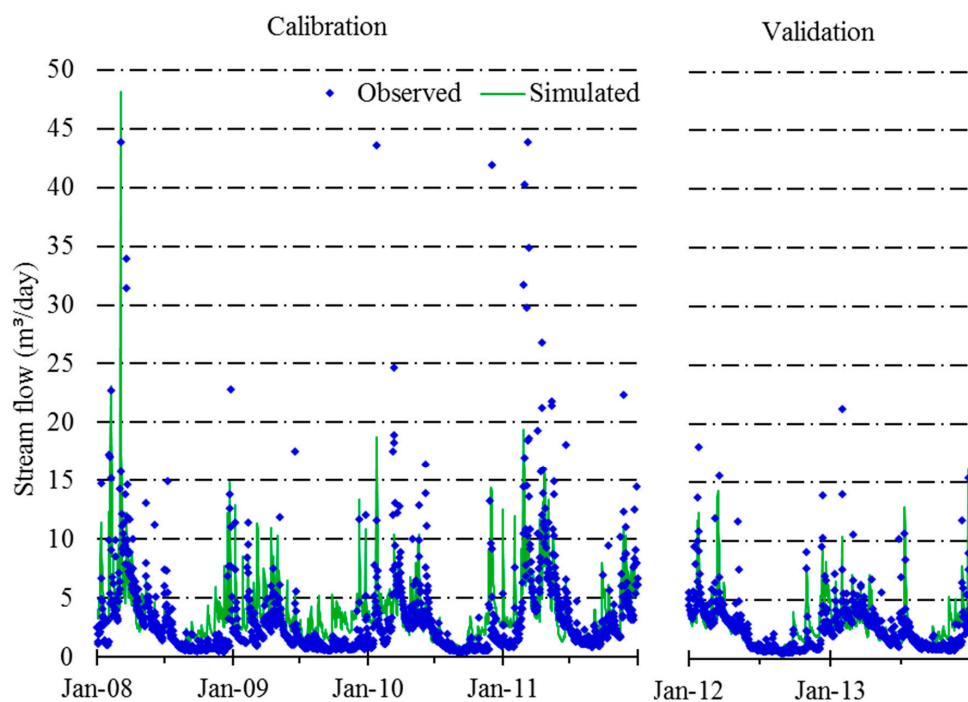 Calibration
Validation
Observed
Simulated
Stream flow (m³/day)
50
45
40
35
30
25
20
15
10
5
0
Jan-08
Jan-09
Jan-10
Jan-11
Jan-12
Jan-13